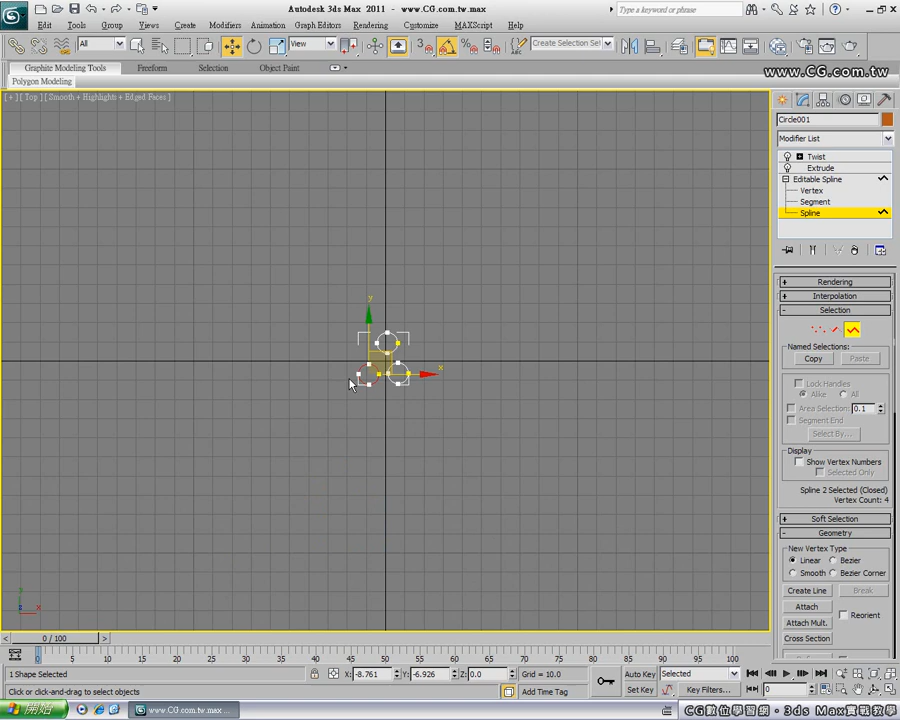 Autodesk 3ds Max 2011 - www.CG.com.tw.max
Type a keyword or phrase
Edit Tools Group Views Create Modifiers Animation Graph Editors Rendering Customize MAXScript Help
All View 3 Create Selection Set
Graphite Modeling Tools Freeform Selection Object Paint
www.CG.com.tw
Polygon Modeling
[ + ] [ Top ] [ Smooth + Highlights + Edged Faces ]
Circle001
Modifier List
Twist
Extrude
Editable Spline
Vertex
Segment
Spline
Rendering
Interpolation
Selection
Named Selections:
Copy Paste
Lock Handles
Alike All
Area Selection: 0.1
Segment End
Select By...
Display
Show Vertex Numbers
Selected Only
Spline 2 Selected (Closed)
Vertex Count: 4
Soft Selection
Geometry
New Vertex Type
Linear Bezier
Smooth Bezier Corner
Create Line Break
Attach Reorient
Attach Mult.
Cross Section
y
x
x
0 / 100
0 5 10 15 20 25 30 35 40 45 50 55 60 65 70 75 80 85 90 95 100
1 Shape Selected X: -8.761 Y: -6.926 Z: 0.0 Grid = 10.0 Auto Key Selected
Click or click-and-drag to select objects Add Time Tag Set Key Key Filters... 0
開始 www.CG.com.tw.max ...
CG數位學習網 · 3ds Max實戰教學